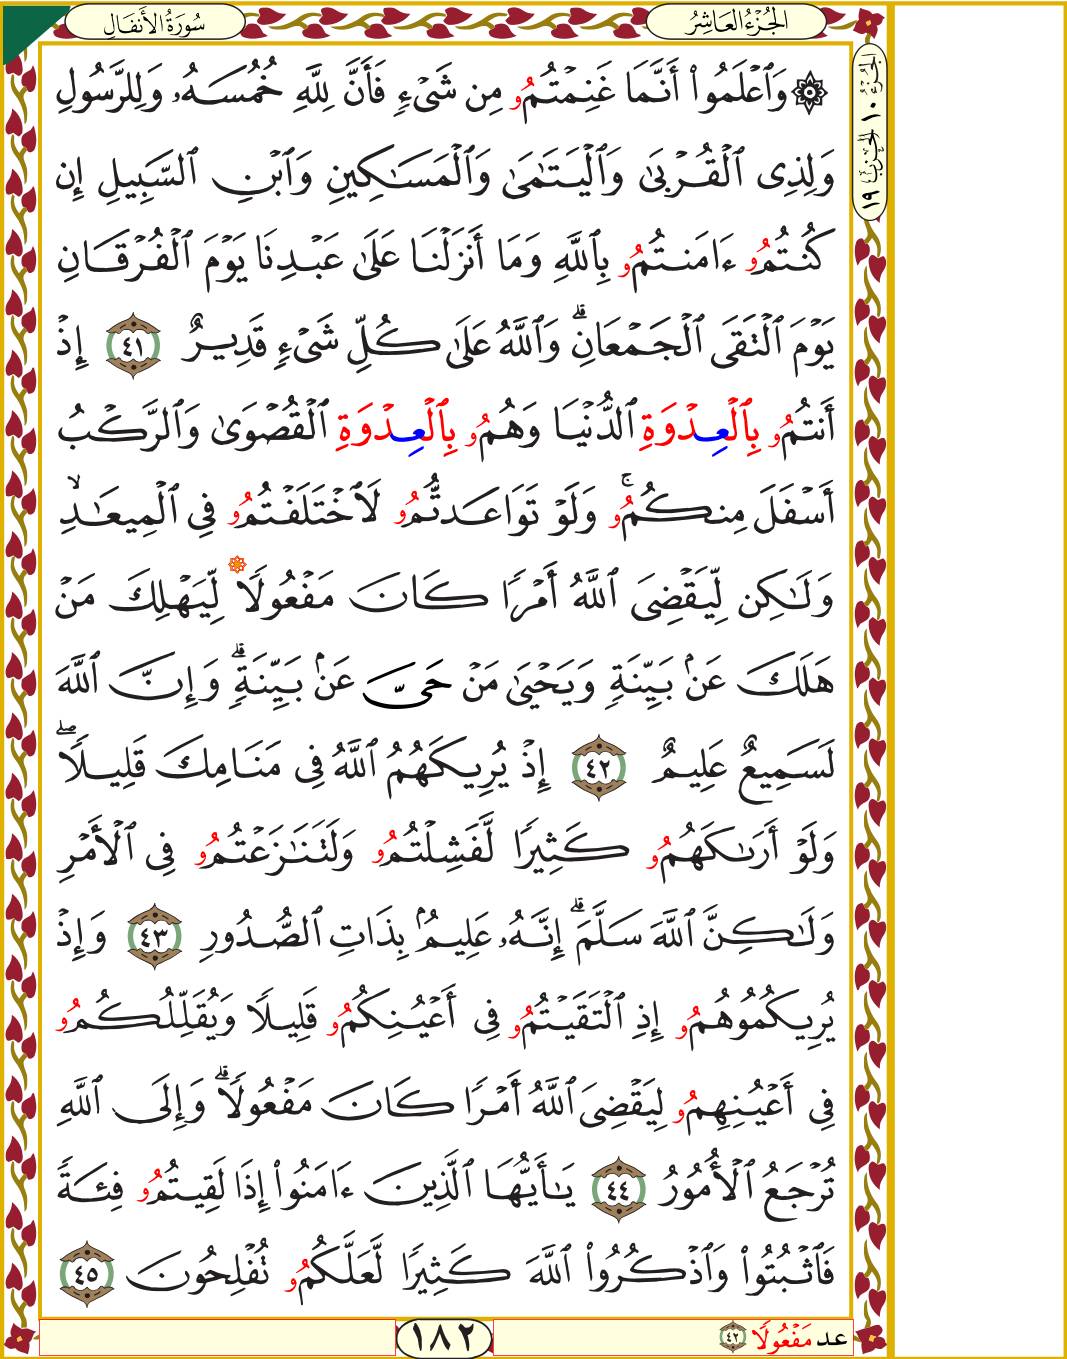 سُورَةُ الأَنفَالِ
الجُزْءُ العَاشِرُ
الجُزْءُ ١٠ الحِزْبُ ١٩
۞وَٱعْلَمُوا۟ أَنَّمَا غَنِمْتُمُۥ مِن شَىْءٍ فَأَنَّ لِلَّهِ خُمُسَهُۥ وَلِلرَّسُولِ
وَلِذِى ٱلْقُرْبَىٰ وَٱلْيَتَـٰمَىٰ وَٱلْمَسَـٰكِينِ وَٱبْنِ ٱلسَّبِيلِ إِن
كُنتُمُۥ ءَامَنتُمُۥ بِٱللَّهِ وَمَا أَنزَلْنَا عَلَىٰ عَبْدِنَا يَوْمَ ٱلْفُرْقَانِ
يَوْمَ ٱلْتَقَى ٱلْجَمْعَانِ ۗ وَٱللَّهُ عَلَىٰ كُلِّ شَىْءٍ قَدِيرٌ ٤١ إِذْ
أَنتُمُۥ بِٱلْعِدْوَةِ ٱلدُّنْيَا وَهُمُۥ بِٱلْعِدْوَةِ ٱلْقُصْوَىٰ وَٱلرَّكْبُ
أَسْفَلَ مِنكُمُۥ ۚ وَلَوْ تَوَاعَدتُّمُۥ لَٱخْتَلَفْتُمُۥ فِى ٱلْمِيعَـٰدِ ۙ
وَلَـٰكِن لِّيَقْضِىَ ٱللَّهُ أَمْرًا كَانَ مَفْعُولًا لِّيَهْلِكَ مَنْ
هَلَكَ عَنۢ بَيِّنَةٍ وَيَحْيَىٰ مَنْ حَىَّ عَنۢ بَيِّنَةٍ ۗ وَإِنَّ ٱللَّهَ
لَسَمِيعٌ عَلِيمٌ ٤٢ إِذْ يُرِيكَهُمُ ٱللَّهُ فِى مَنَامِكَ قَلِيلًا ۖ
وَلَوْ أَرَىٰكَهُمُۥ كَثِيرًا لَّفَشِلْتُمُۥ وَلَتَنَـٰزَعْتُمُۥ فِى ٱلْأَمْرِ
وَلَـٰكِنَّ ٱللَّهَ سَلَّمَ ۗ إِنَّهُۥ عَلِيمٌۢ بِذَاتِ ٱلصُّدُورِ ٤٣ وَإِذْ
يُرِيكُمُوهُمُۥ إِذِ ٱلْتَقَيْتُمُۥ فِى أَعْيُنِكُمُۥ قَلِيلًا وَيُقَلِّلُكُمُۥ
فِى أَعْيُنِهِمُۥ لِيَقْضِىَ ٱللَّهُ أَمْرًا كَانَ مَفْعُولًا ۗ وَإِلَى ٱللَّهِ
تُرْجَعُ ٱلْأُمُورُ ٤٤ يَـٰأَيُّهَا ٱلَّذِينَ ءَامَنُوا۟ إِذَا لَقِيتُمُۥ فِئَةً
فَٱثْبُتُوا۟ وَٱذْكُرُوا۟ ٱللَّهَ كَثِيرًا لَّعَلَّكُمُۥ تُفْلِحُونَ ٤٥
عد مَفْعُولًا ٤٢
١٨٢